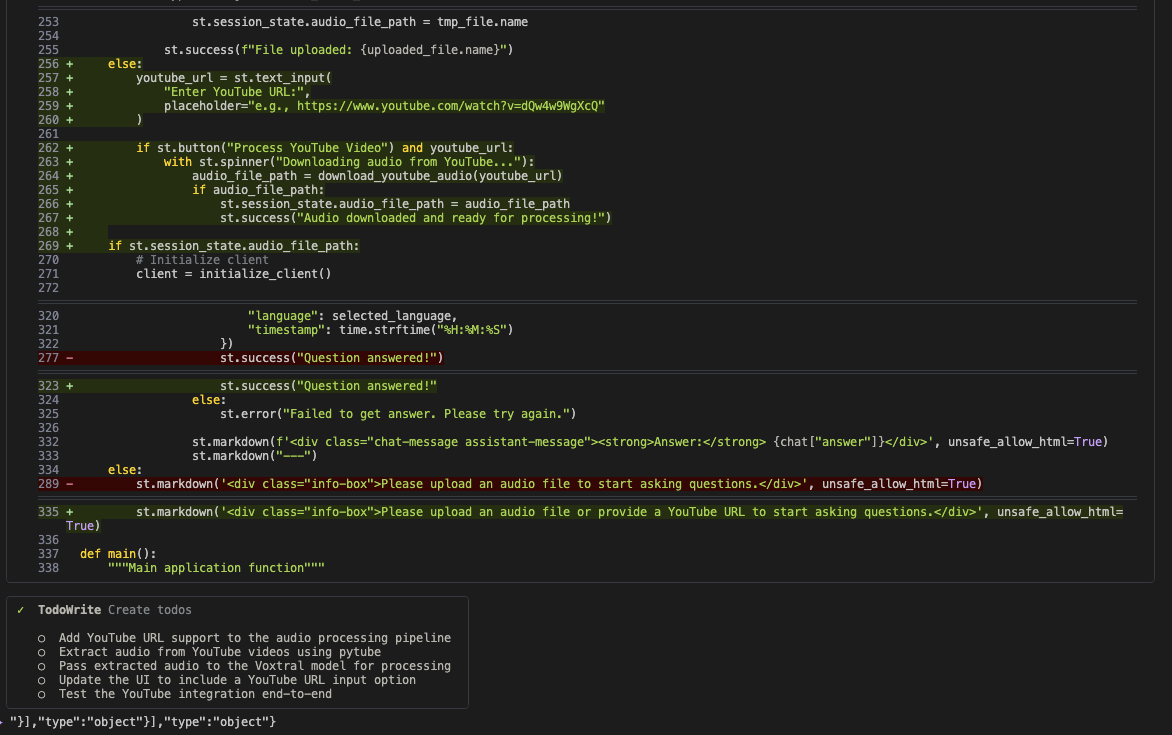 253                     st.session_state.audio_file_path = tmp_file.name
254
255                 st.success(f"File uploaded: {uploaded_file.name}")
256 +       else:
257 +           youtube_url = st.text_input(
258 +               "Enter YouTube URL:",
259 +               placeholder="e.g., https://www.youtube.com/watch?v=dQw4w9WgXcQ"
260 +           )
261
262 +           if st.button("Process YouTube Video") and youtube_url:
263 +               with st.spinner("Downloading audio from YouTube..."):
264 +                   audio_file_path = download_youtube_audio(youtube_url)
265 +                   if audio_file_path:
266 +                       st.session_state.audio_file_path = audio_file_path
267 +                       st.success("Audio downloaded and ready for processing!")
268 +
269 +       if st.session_state.audio_file_path:
270             # Initialize client
271             client = initialize_client()
272
320                             "language": selected_language,
321                             "timestamp": time.strftime("%H:%M:%S")
322                         })
277 −                       st.success("Question answered!")
323 +                       st.success("Question answered!"
324                     else:
325                         st.error("Failed to get answer. Please try again.")
326
332                     st.markdown(f'<div class="chat-message assistant-message"><strong>Answer:</strong> {chat["answer"]}</div>', unsafe_allow_html=True)
333                     st.markdown("---")
334         else:
289 −           st.markdown('<div class="info-box">Please upload an audio file to start asking questions.</div>', unsafe_allow_html=True)
335 +           st.markdown('<div class="info-box">Please upload an audio file or provide a YouTube URL to start asking questions.</div>', unsafe_allow_html=
True)
336
337     def main():
338         """Main application function"""
✓ TodoWrite Create todos
○ Add YouTube URL support to the audio processing pipeline
○ Extract audio from YouTube videos using pytube
○ Pass extracted audio to the Voxtral model for processing
○ Update the UI to include a YouTube URL input option
○ Test the YouTube integration end-to-end
"}],"type":"object"}],"type":"object"}